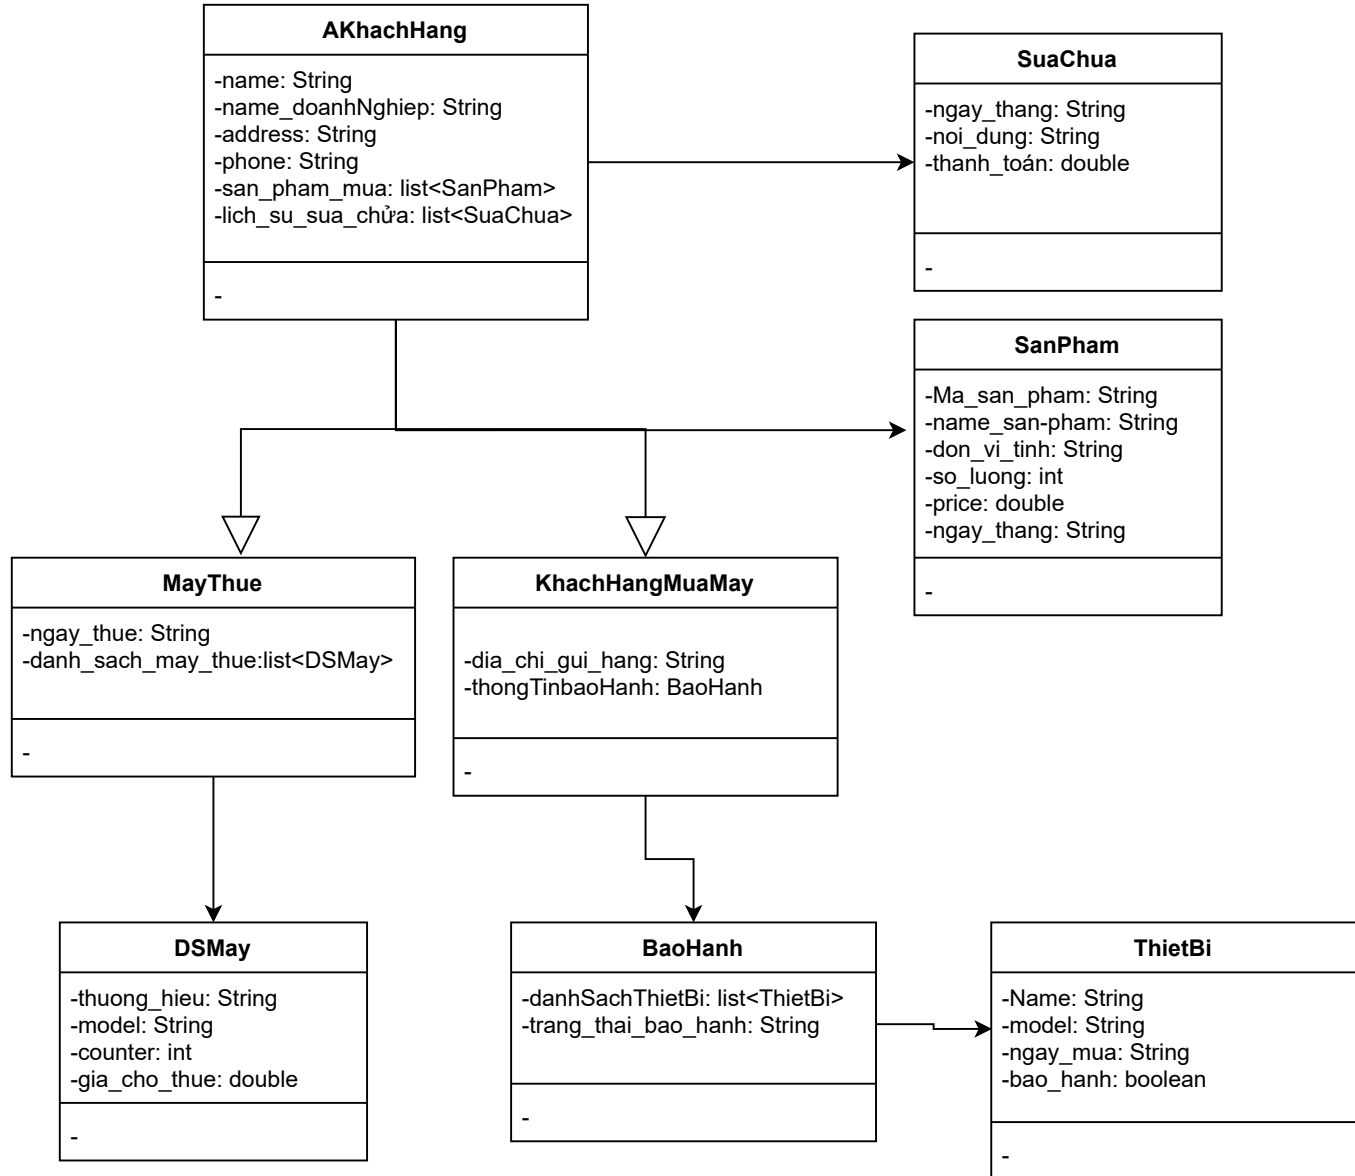 AKhachHang
-name: String
-name_doanhNghiep: String
-address: String
-phone: String
-san_pham_mua: list<SanPham>
-lich_su_sua_chửa: list<SuaChua>
-
SuaChua
-ngay_thang: String
-noi_dung: String
-thanh_toán: double
-
SanPham
-Ma_san_pham: String
-name_san-pham: String
-don_vi_tinh: String
-so_luong: int
-price: double
-ngay_thang: String
-
MayThue
-ngay_thue: String
-danh_sach_may_thue:list<DSMay>
-
KhachHangMuaMay
-dia_chi_gui_hang: String
-thongTinbaoHanh: BaoHanh
-
DSMay
-thuong_hieu: String
-model: String
-counter: int
-gia_cho_thue: double
-
BaoHanh
-danhSachThietBi: list<ThietBi>
-trang_thai_bao_hanh: String
-
ThietBi
-Name: String
-model: String
-ngay_mua: String
-bao_hanh: boolean
-